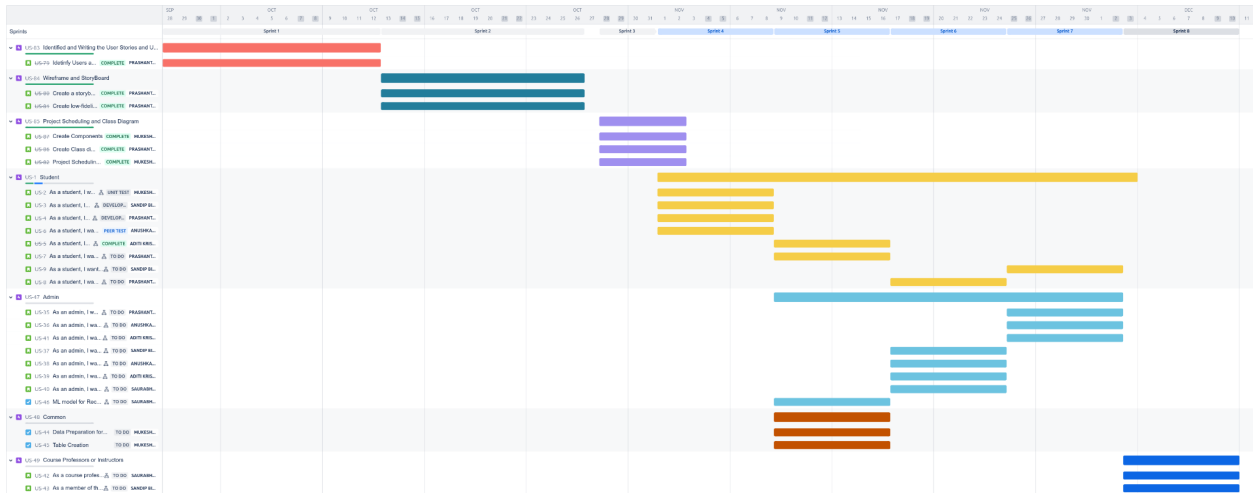 SEP OCT OCT OCT NOV NOV NOV NOV NOV DEC
28 29 30 1 2 3 4 5 6 7 8 9 10 11 12 13 14 15 16 17 18 19 20 21 22 23 24 25 26 27 28 29 30 31 1 2 3 4 5 6 7 8 9 10 11 12 13 14 15 16 17 18 19 20 21 22 23 24 25 26 27 28 29 30 1 2 3 4 5 6 7 8 9 10 11
Sprints Sprint 1 Sprint 2 Sprint 3 Sprint 4 Sprint 5 Sprint 6 Sprint 7 Sprint 8
US-83 Identified and Writing the User Stories and U...
US-79 Idetinfy Users a... COMPLETE PRASHANT...
US-84 Wireframe and StoryBoard
US-80 Create a storyb... COMPLETE PRASHANT...
US-81 Create low-fideli... COMPLETE PRASHANT...
US-85 Project Scheduling and Class Diagram
US-87 Create Components COMPLETE MUKESH...
US-86 Create Class di... COMPLETE PRASHANT...
US-82 Project Schedulin... COMPLETE MUKESH...
US-1 Student
US-2 As a student, I w... UNIT TEST MUKESH...
US-3 As a student, I... DEVELOP... SANDIP BI...
US-4 As a student, I... DEVELOP... PRASHANT...
US-6 As a student, I wa... PEER TEST ANUSHKA...
US-5 As a student, I... COMPLETE ADITI KRIS...
US-7 As a student, I wa... TO DO PRASHANT...
US-9 As a student, I want... TO DO SANDIP BI...
US-8 As a student, I wa... TO DO PRASHANT...
US-47 Admin
US-35 As an admin, I w... TO DO PRASHANT...
US-36 As an admin, I wa... TO DO ANUSHKA...
US-41 As an admin, I wa... TO DO ADITI KRIS...
US-37 As an admin, I wa... TO DO SANDIP BI...
US-38 As an admin, I wa... TO DO ANUSHKA...
US-39 As an admin, I wa... TO DO ADITI KRIS...
US-40 As an admin, I wa... TO DO SAURABH...
US-46 ML model for Rec... TO DO SAURABH...
US-48 Common
US-44 Data Preparation for... TO DO MUKESH...
US-45 Table Creation TO DO MUKESH...
US-49 Course Professors or Instructors
US-42 As a course profes... TO DO SAURABH...
US-43 As a member of th... TO DO SANDIP BI...